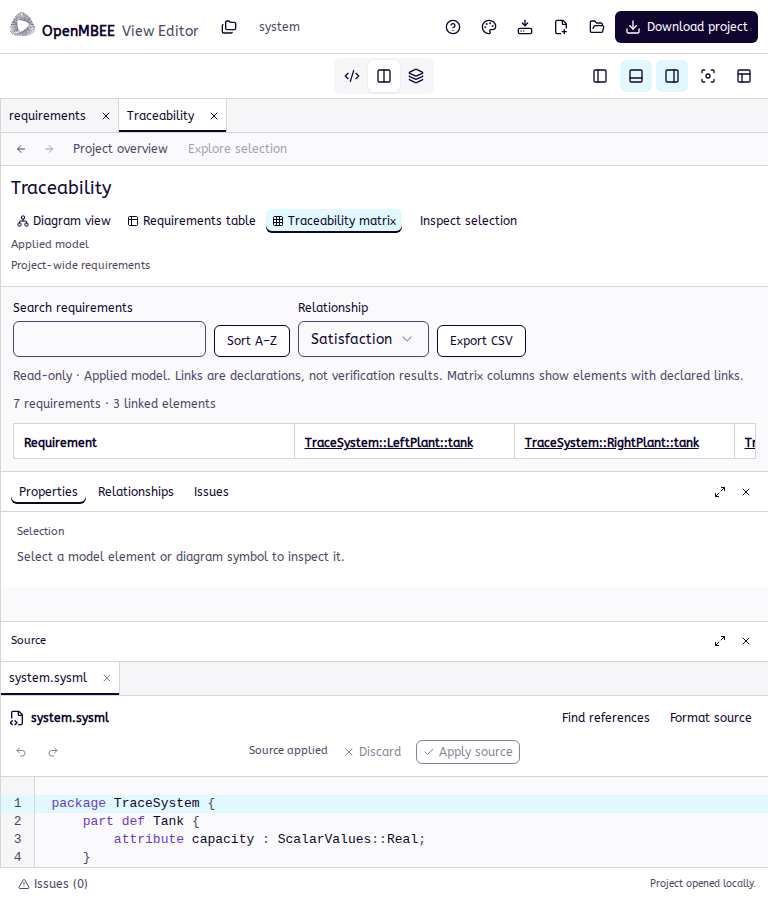 OpenMBEE View Editor system Download project
requirements Traceability
Project overview Explore selection
Traceability
Diagram view Requirements table Traceability matrix Inspect selection
Applied model
Project-wide requirements
Search requirements Relationship
Sort A–Z Satisfaction Export CSV
Read-only · Applied model. Links are declarations, not verification results. Matrix columns show elements with declared links.
7 requirements · 3 linked elements
Requirement TraceSystem::LeftPlant::tank TraceSystem::RightPlant::tank
Properties Relationships Issues
Selection
Select a model element or diagram symbol to inspect it.
Source
system.sysml
system.sysml Find references Format source
Source applied Discard Apply source
1 package TraceSystem {
2 part def Tank {
3 attribute capacity : ScalarValues::Real;
4 }
Issues (0) Project opened locally.